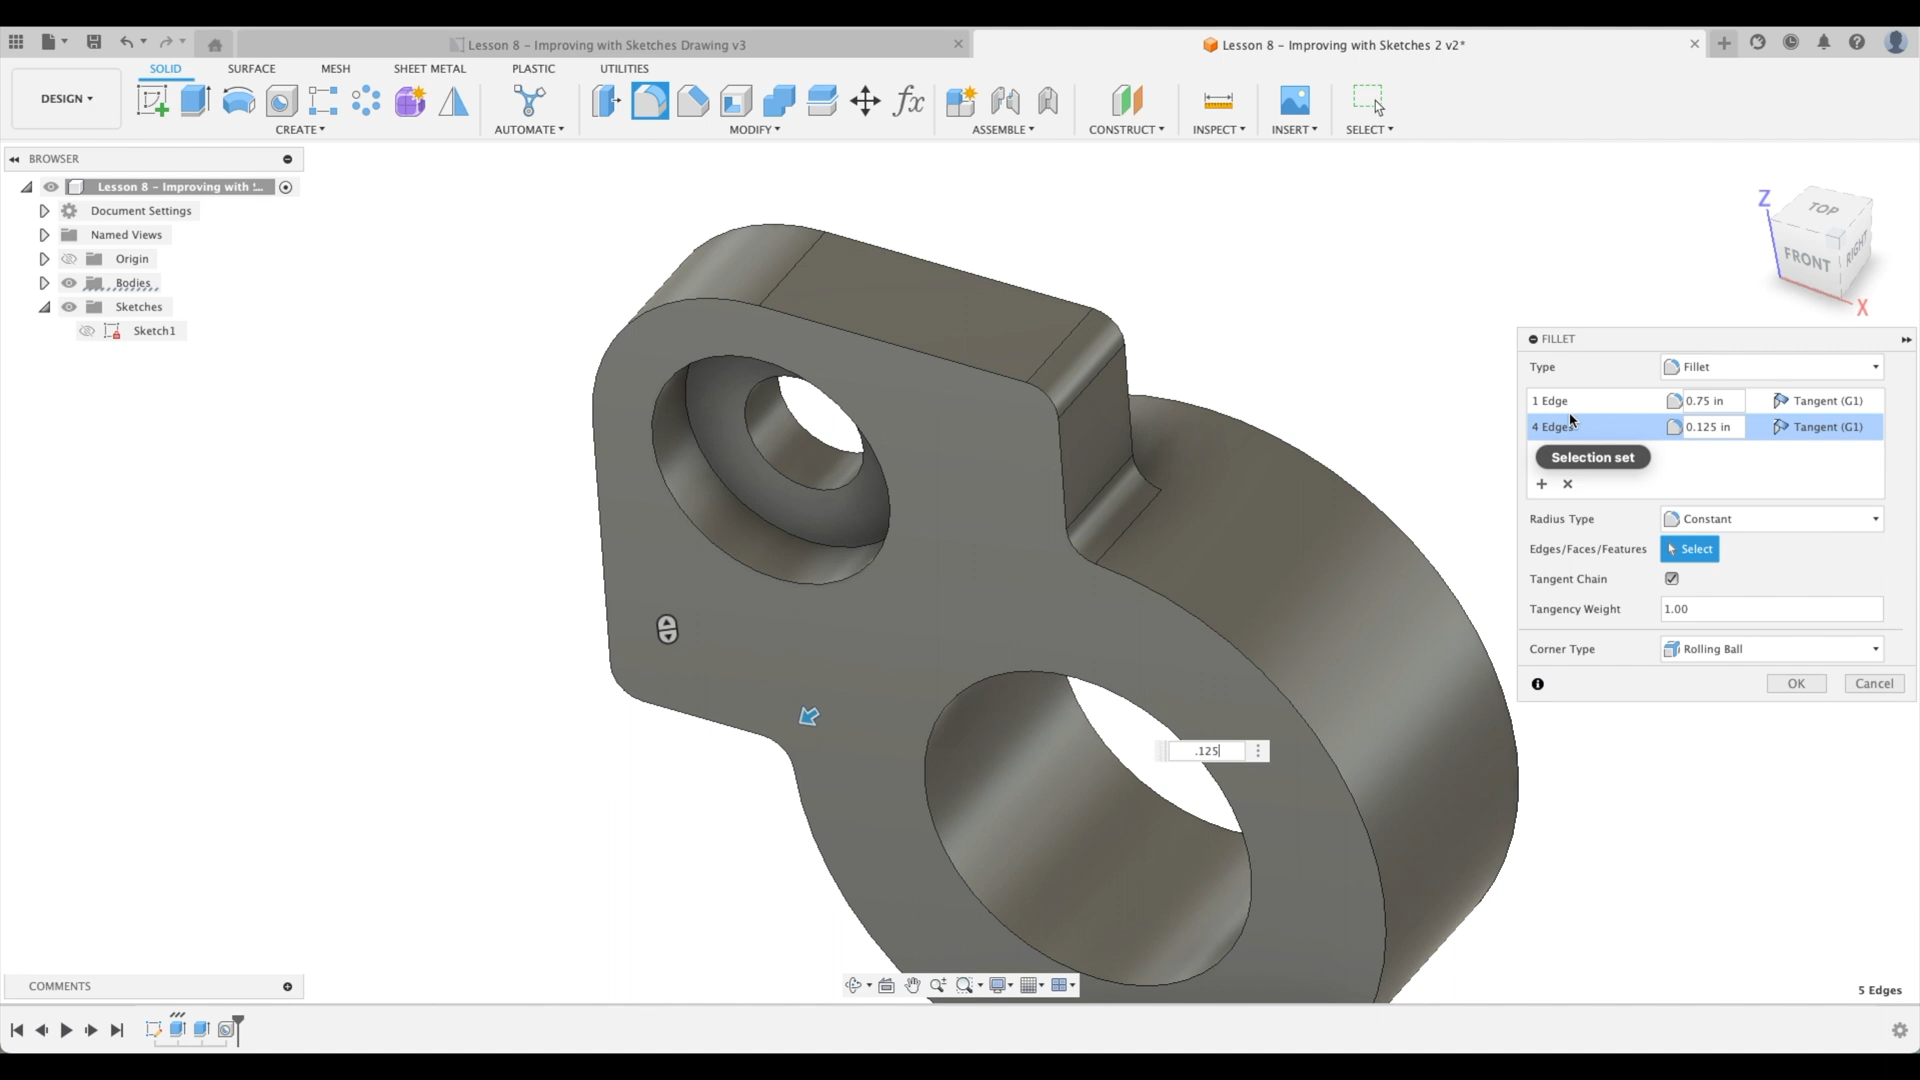 Lesson 8 – Improving with Sketches Drawing v3
Lesson 8 – Improving with Sketches 2 v2*
DESIGN
SOLID SURFACE MESH SHEET METAL PLASTIC UTILITIES
fx
CREATE AUTOMATE MODIFY ASSEMBLE CONSTRUCT INSPECT INSERT SELECT
BROWSER
Lesson 8 – Improving with S...
Document Settings
Named Views
Origin
Bodies
Sketches
Sketch1
Z
TOP
FRONT
RIGHT
X
FILLET
Type Fillet
1 Edge 0.75 in Tangent (G1)
4 Edges 0.125 in Tangent (G1)
Selection set
Radius Type Constant
Edges/Faces/Features Select
Tangent Chain
Tangency Weight 1.00
Corner Type Rolling Ball
OK Cancel
.125
COMMENTS
5 Edges